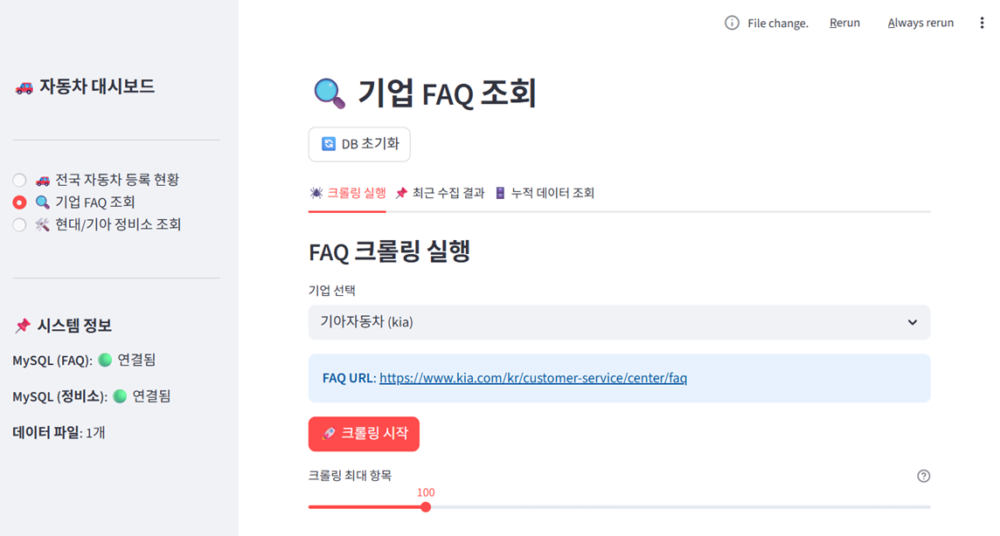 File change.
Rerun
Always rerun
자동차 대시보드
전국 자동차 등록 현황
기업 FAQ 조회
현대/기아 정비소 조회
시스템 정보
MySQL (FAQ): 연결됨
MySQL (정비소): 연결됨
데이터 파일: 1개
기업 FAQ 조회
DB 초기화
크롤링 실행
최근 수집 결과
누적 데이터 조회
FAQ 크롤링 실행
기업 선택
기아자동차 (kia)
FAQ URL: https://www.kia.com/kr/customer-service/center/faq
크롤링 시작
크롤링 최대 항목
100